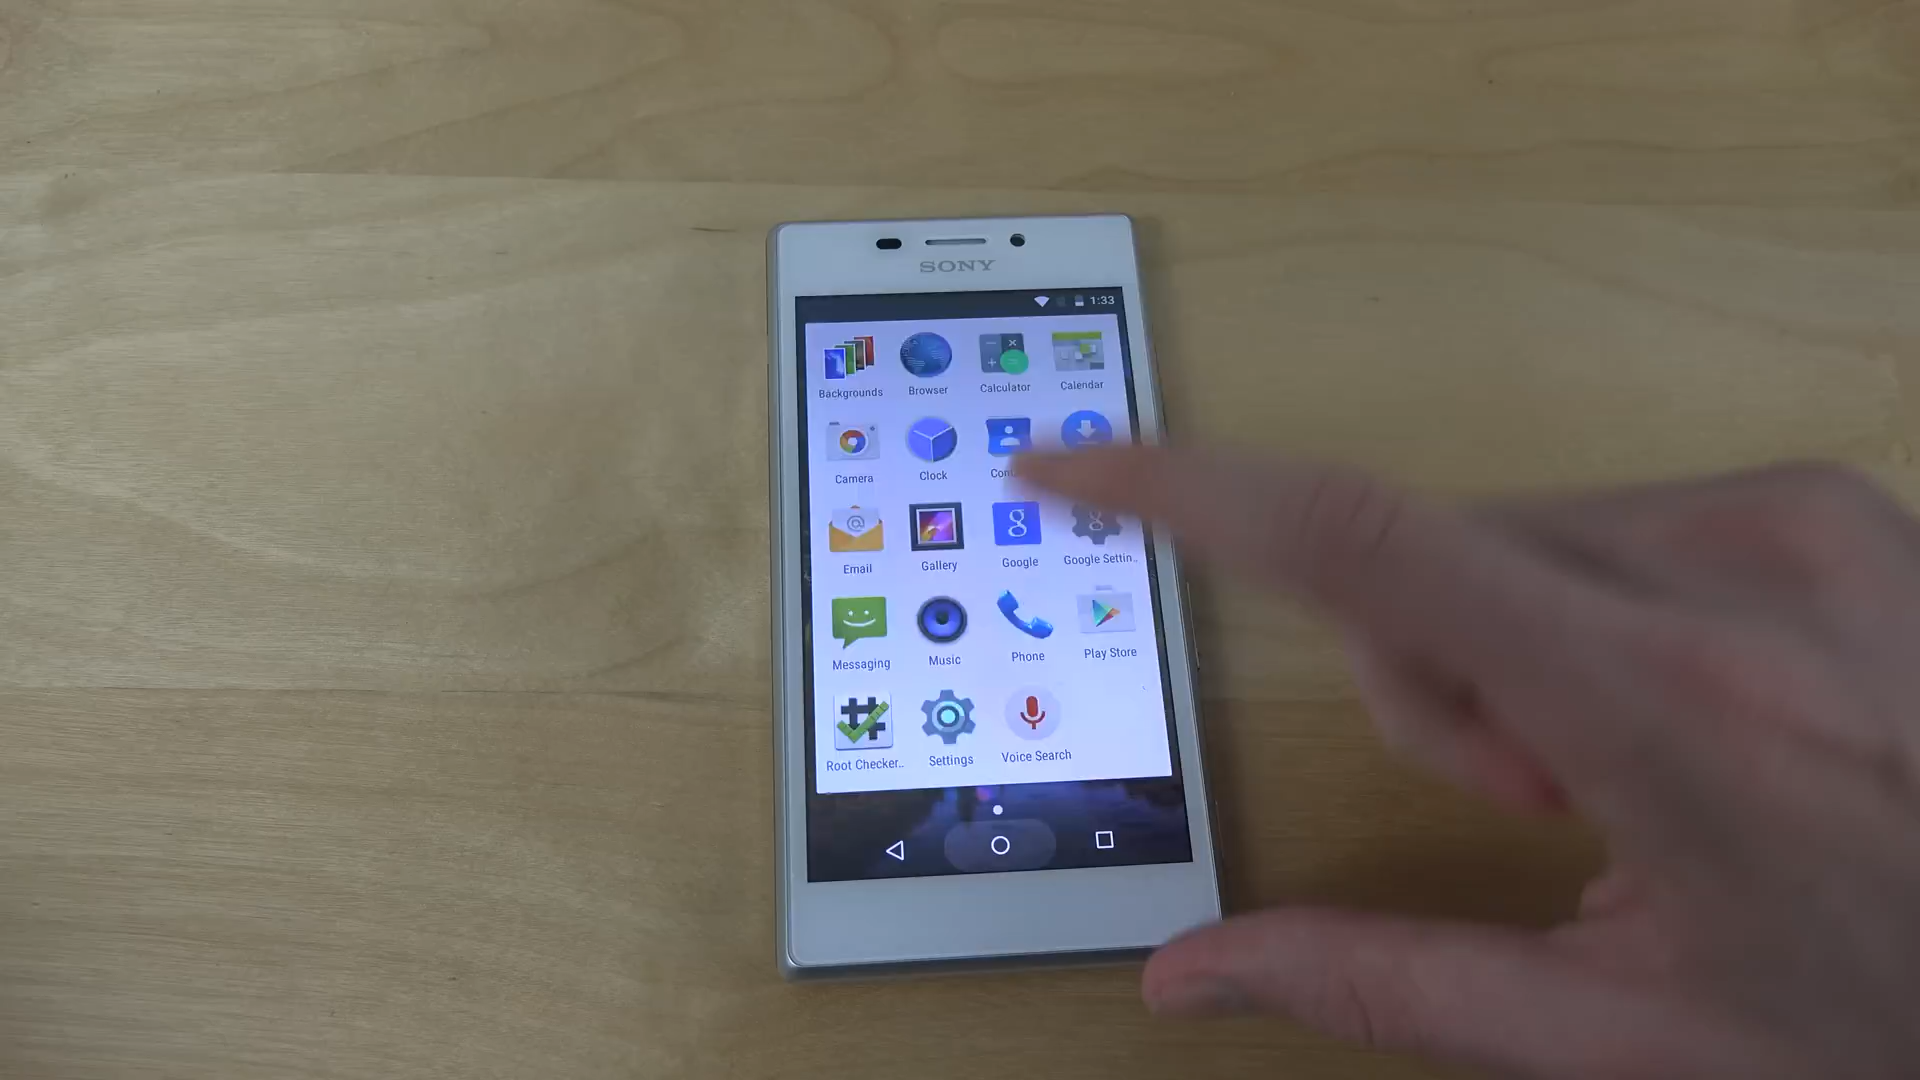 SONY
1:33
Backgrounds Browser Calculator Calendar
Camera Clock
Email Gallery Google Google Settin..
Messaging Music Phone Play Store
Root Checker.. Settings Voice Search